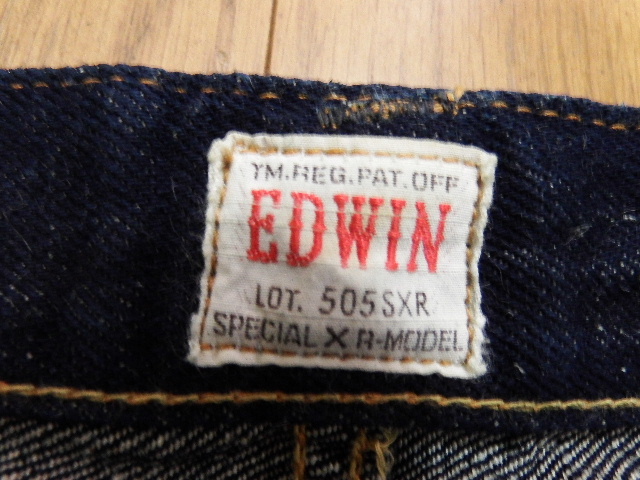 TM.REG.PAT.OFF
EDWIN
LOT. 505SXR
SPECIAL X R-MODEL